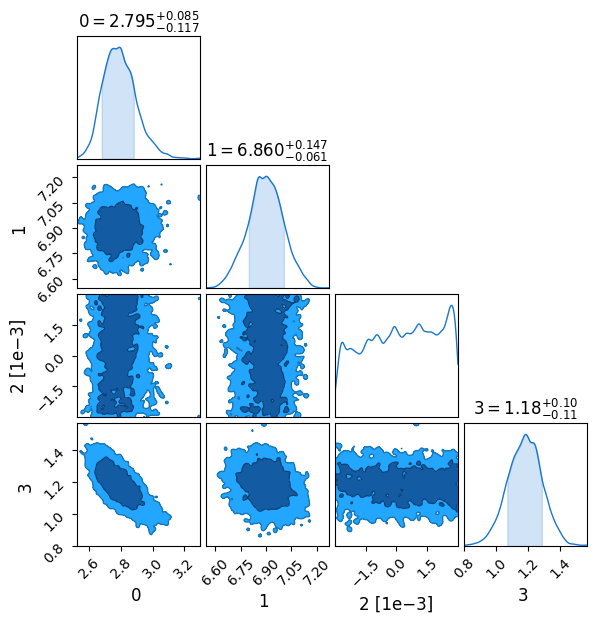 0 = 2.795^{+0.085}_{-0.117}
1 = 6.860^{+0.147}_{-0.061}
7.20
7.05
6.90
6.75
6.60
1
1.5
0.0
−1.5
2 [1e−3]
3 = 1.18^{+0.10}_{-0.11}
1.4
1.2
1.0
0.8
3
2.6 2.8 3.0 3.2
0
6.60 6.75 6.90 7.05 7.20
1
−1.5 0.0 1.5
2 [1e−3]
0.8 1.0 1.2 1.4
3